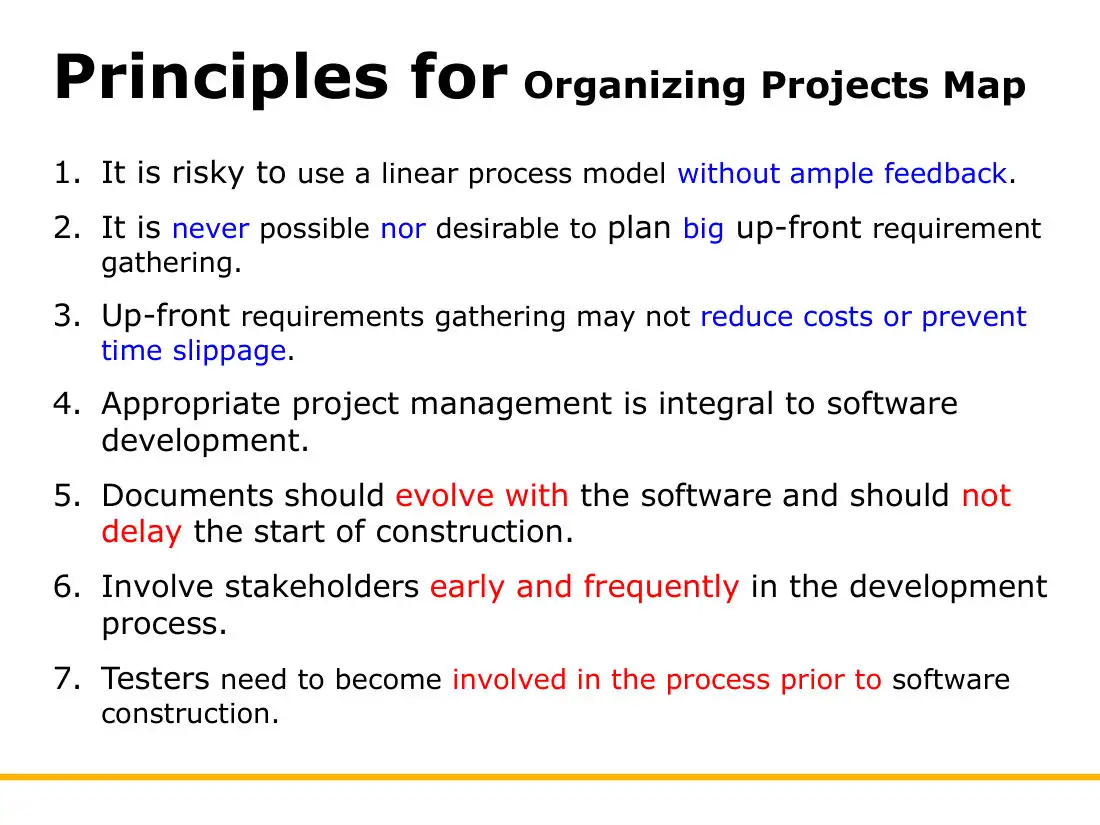 Principles for Organizing Projects Map
1. It is risky to use a linear process model without ample feedback.
2. It is never possible nor desirable to plan big up-front requirement
gathering.
3. Up-front requirements gathering may not reduce costs or prevent
time slippage.
4. Appropriate project management is integral to software
development.
5. Documents should evolve with the software and should not
delay the start of construction.
6. Involve stakeholders early and frequently in the development
process.
7. Testers need to become involved in the process prior to software
construction.